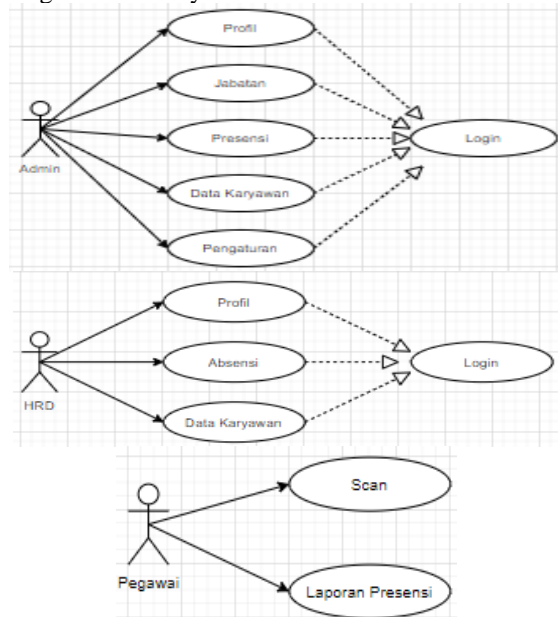 Profil
Jabatan
Presensi
Login
Admin
Data Karyawan
Pengaturan
Profil
Absensi
Login
HRD
Data Karyawan
Scan
Pegawai
Laporan Presensi